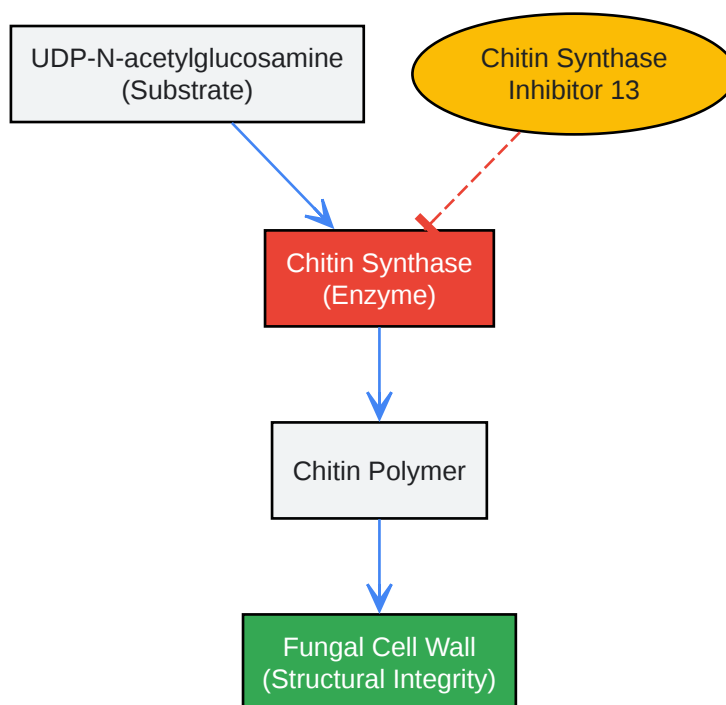 UDP-N-acetylglucosamine
(Substrate)
Chitin Synthase
Inhibitor 13
Chitin Synthase
(Enzyme)
Chitin Polymer
Fungal Cell Wall
(Structural Integrity)